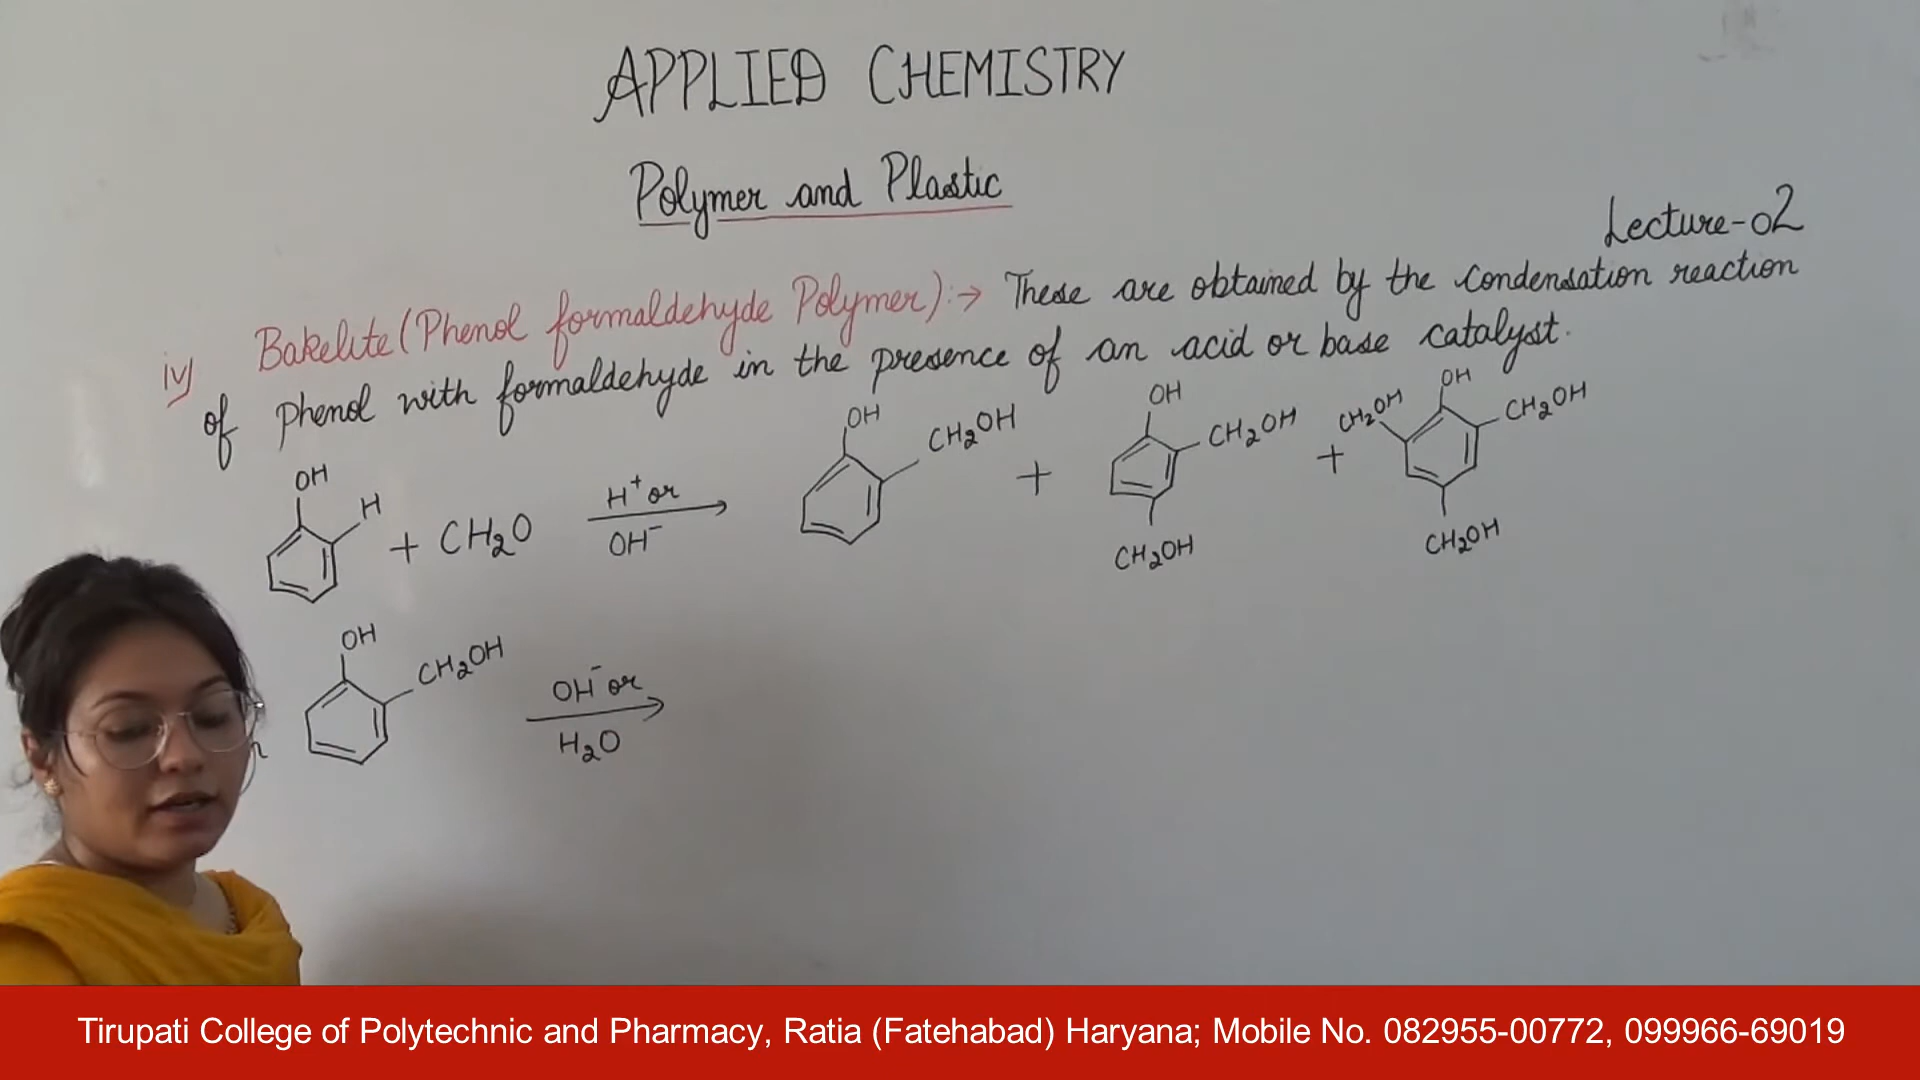 APPLIED CHEMISTRY
Polymer and Plastic
Lecture-02
iv) Bakelite (Phenol formaldehyde Polymer) :→ These are obtained by the condensation reaction
of phenol with formaldehyde in the presence of an acid or base catalyst.
OH H + CH2O H+ or OH- OH CH2OH + OH CH2OH CH2OH + CH2OH OH CH2OH CH2OH
n OH CH2OH OH- or H2O
Tirupati College of Polytechnic and Pharmacy, Ratia (Fatehabad) Haryana; Mobile No. 082955-00772, 099966-69019